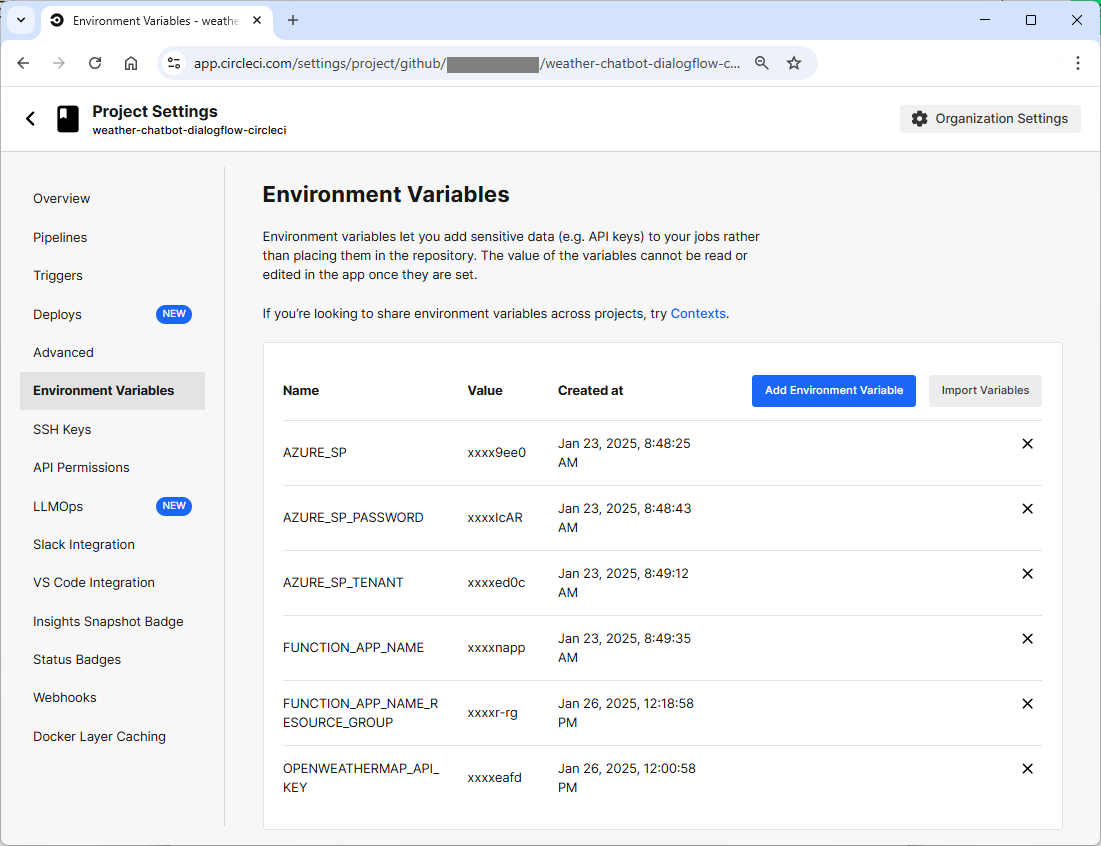 Environment Variables - weathe
app.circleci.com/settings/project/github/ /weather-chatbot-dialogflow-c...
Project Settings
weather-chatbot-dialogflow-circleci
Organization Settings
Overview
Pipelines
Triggers
Deploys NEW
Advanced
Environment Variables
SSH Keys
API Permissions
LLMOps NEW
Slack Integration
VS Code Integration
Insights Snapshot Badge
Status Badges
Webhooks
Docker Layer Caching
Environment Variables
Environment variables let you add sensitive data (e.g. API keys) to your jobs rather
than placing them in the repository. The value of the variables cannot be read or
edited in the app once they are set.
If you're looking to share environment variables across projects, try Contexts.
Name Value Created at Add Environment Variable Import Variables
AZURE_SP xxxx9ee0 Jan 23, 2025, 8:48:25
AM
AZURE_SP_PASSWORD xxxxIcAR Jan 23, 2025, 8:48:43
AM
AZURE_SP_TENANT xxxxed0c Jan 23, 2025, 8:49:12
AM
FUNCTION_APP_NAME xxxxnapp Jan 23, 2025, 8:49:35
AM
FUNCTION_APP_NAME_R
ESOURCE_GROUP xxxxr-rg Jan 26, 2025, 12:18:58
PM
OPENWEATHERMAP_API_
KEY xxxxeafd Jan 26, 2025, 12:00:58
PM